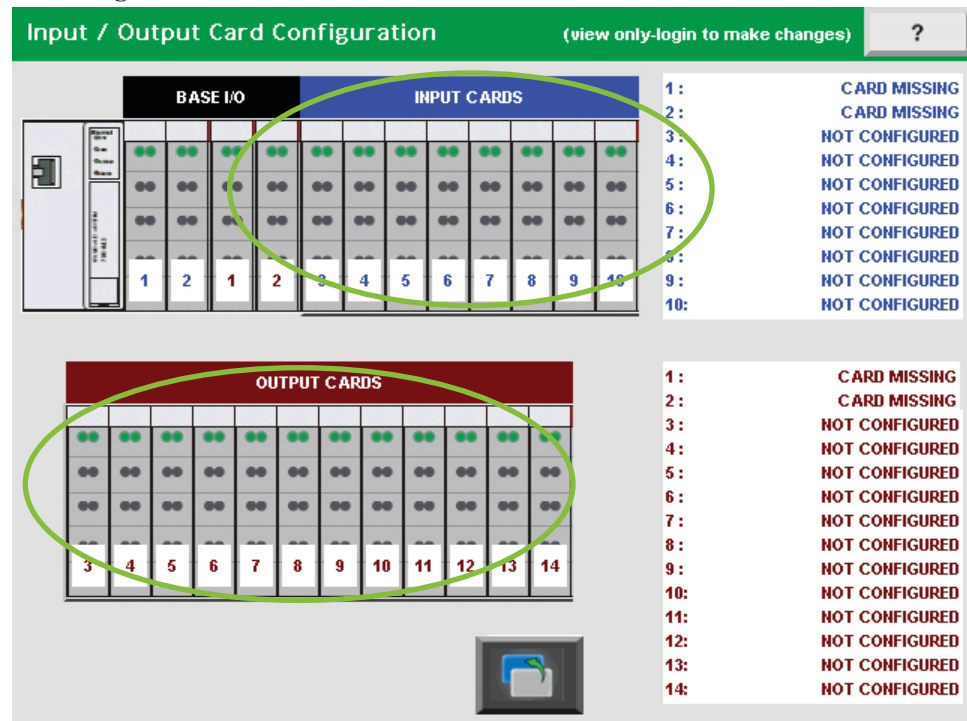 Input / Output Card Configuration (view only-login to make changes) ?
BASE I/O INPUT CARDS
1 2 1 2 3 4 5 6 7 8 9 10
1 : CARD MISSING
2 : CARD MISSING
3 : NOT CONFIGURED
4 : NOT CONFIGURED
5 : NOT CONFIGURED
6 : NOT CONFIGURED
7 : NOT CONFIGURED
8 : NOT CONFIGURED
9 : NOT CONFIGURED
10: NOT CONFIGURED
OUTPUT CARDS
3 4 5 6 7 8 9 10 11 12 13 14
1 : CARD MISSING
2 : CARD MISSING
3 : NOT CONFIGURED
4 : NOT CONFIGURED
5 : NOT CONFIGURED
6 : NOT CONFIGURED
7 : NOT CONFIGURED
8 : NOT CONFIGURED
9 : NOT CONFIGURED
10: NOT CONFIGURED
11: NOT CONFIGURED
12: NOT CONFIGURED
13: NOT CONFIGURED
14: NOT CONFIGURED